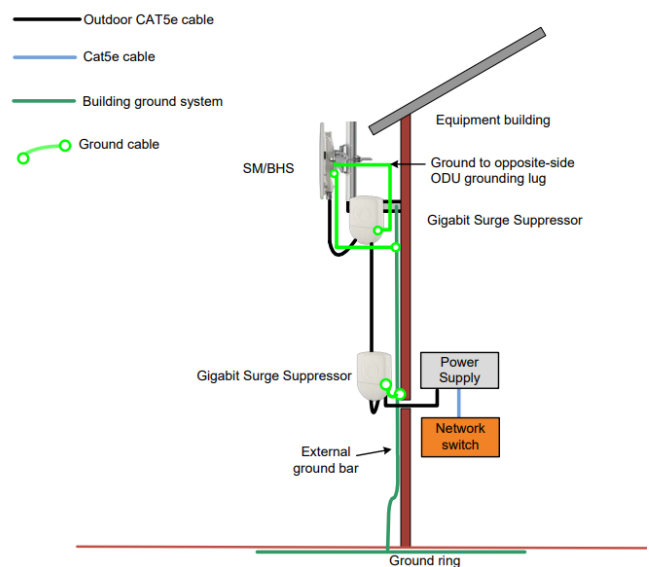 Outdoor CAT5e cable
Cat5e cable
Building ground system
Ground cable
Equipment building
SM/BHS
Ground to opposite-side
ODU grounding lug
Gigabit Surge Suppressor
Gigabit Surge Suppressor
Power
Supply
Network
switch
External
ground bar
Ground ring